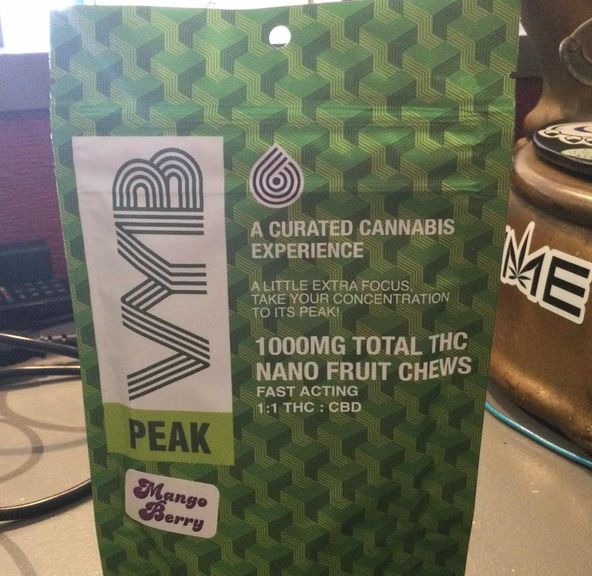 VYB
PEAK
Mango
Berry
A CURATED CANNABIS
EXPERIENCE
A LITTLE EXTRA FOCUS,
TAKE YOUR CONCENTRATION
TO ITS PEAK!
1000MG TOTAL THC
NANO FRUIT CHEWS
FAST ACTING
1:1 THC : CBD